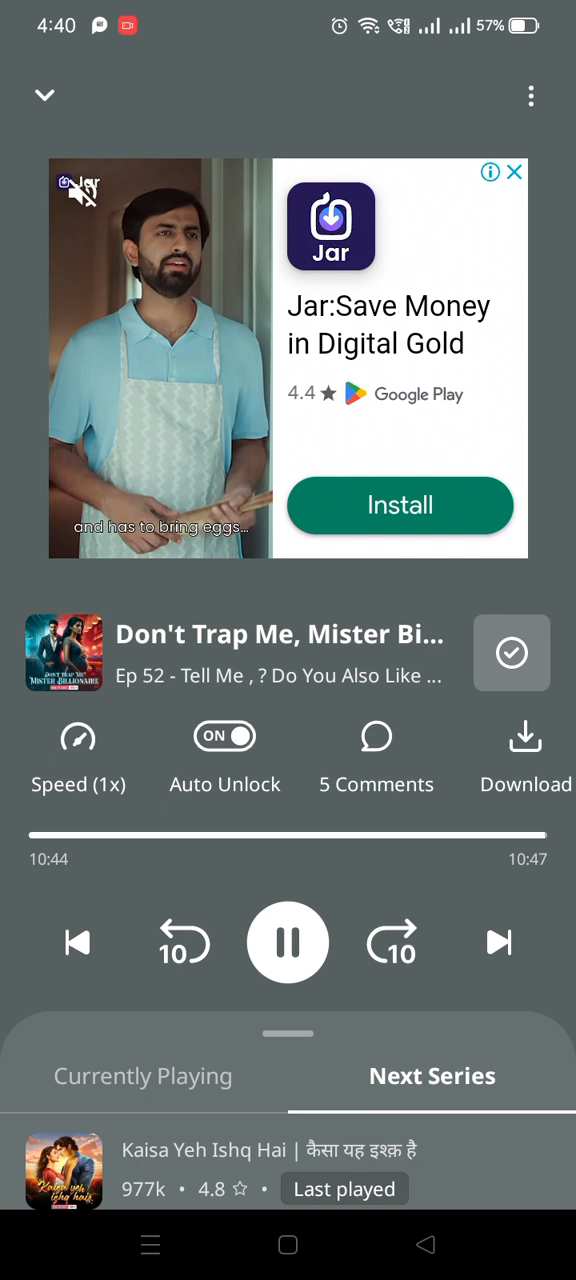 4:40
57%
Jar
Jar
Jar:Save Money
in Digital Gold
4.4 ★ Google Play
Install
and has to bring eggs...
DON'T TRAP ME
MISTER BILLIONAIRE
Don't Trap Me, Mister Bi...
Ep 52 - Tell Me , ? Do You Also Like ...
ON
Speed (1x)
Auto Unlock
5 Comments
Download
10:44
10:47
10
10
Currently Playing
Next Series
Kaisa yeh
ishq hai
Kaisa Yeh Ishq Hai | कैसा यह इश्क़ है
977k • 4.8 ☆ • Last played